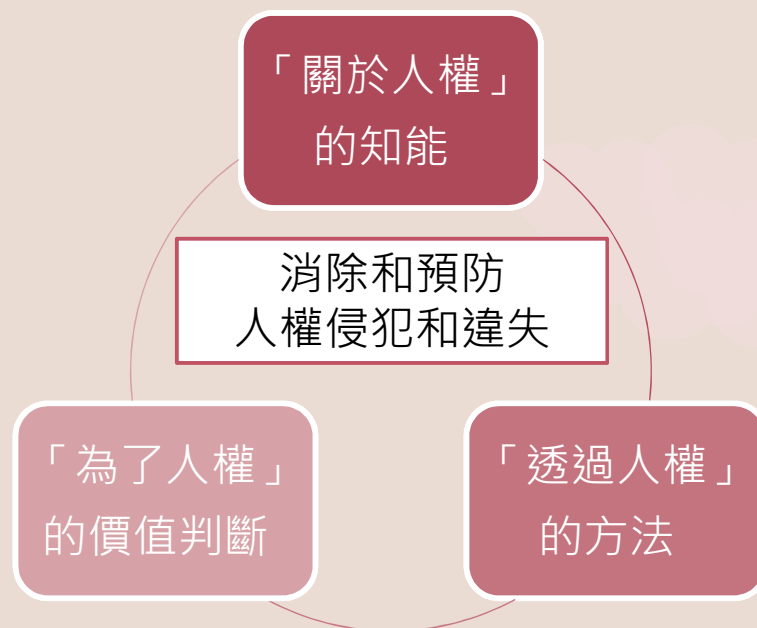 「關於人權」
的知能
消除和預防
人權侵犯和違失
「為了人權」
的價值判斷
「透過人權」
的方法